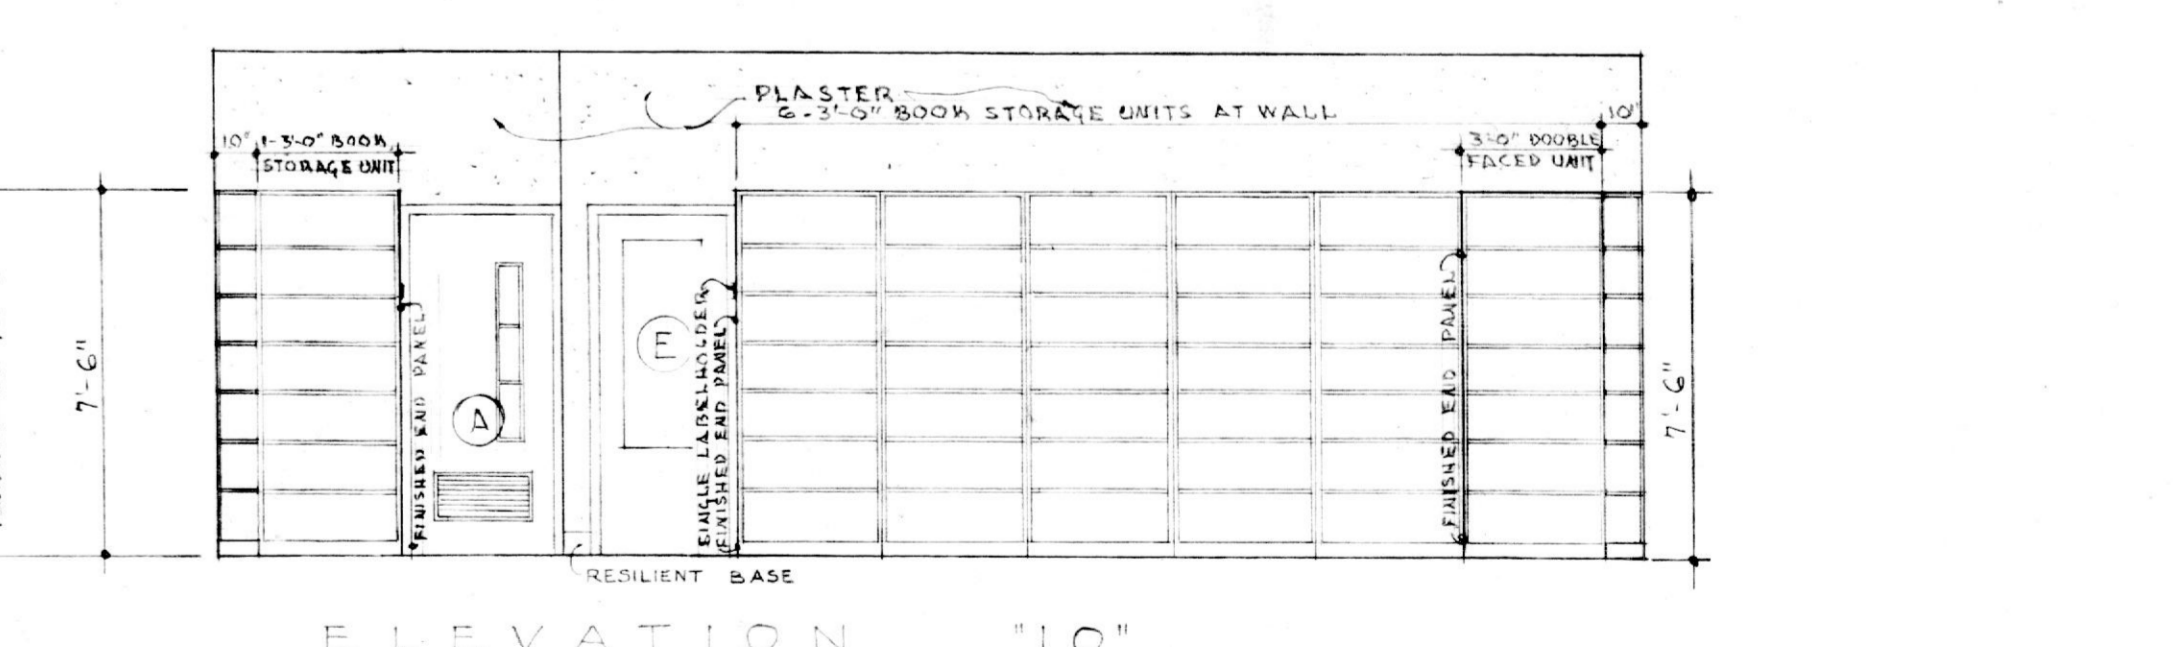 PLASTER
6-3'-0" BOOK STORAGE UNITS AT WALL
10"
10"
1-3'-0" BOOK
STORAGE UNIT
3'-0" DOUBLE
FACED UNIT
7'-6"
FINISHED END PANEL
A
E
SINGLE LABELHOLDER
FINISHED END PANEL
FINISHED END PANEL
7'-6"
RESILIENT BASE
ELEVATION "10"